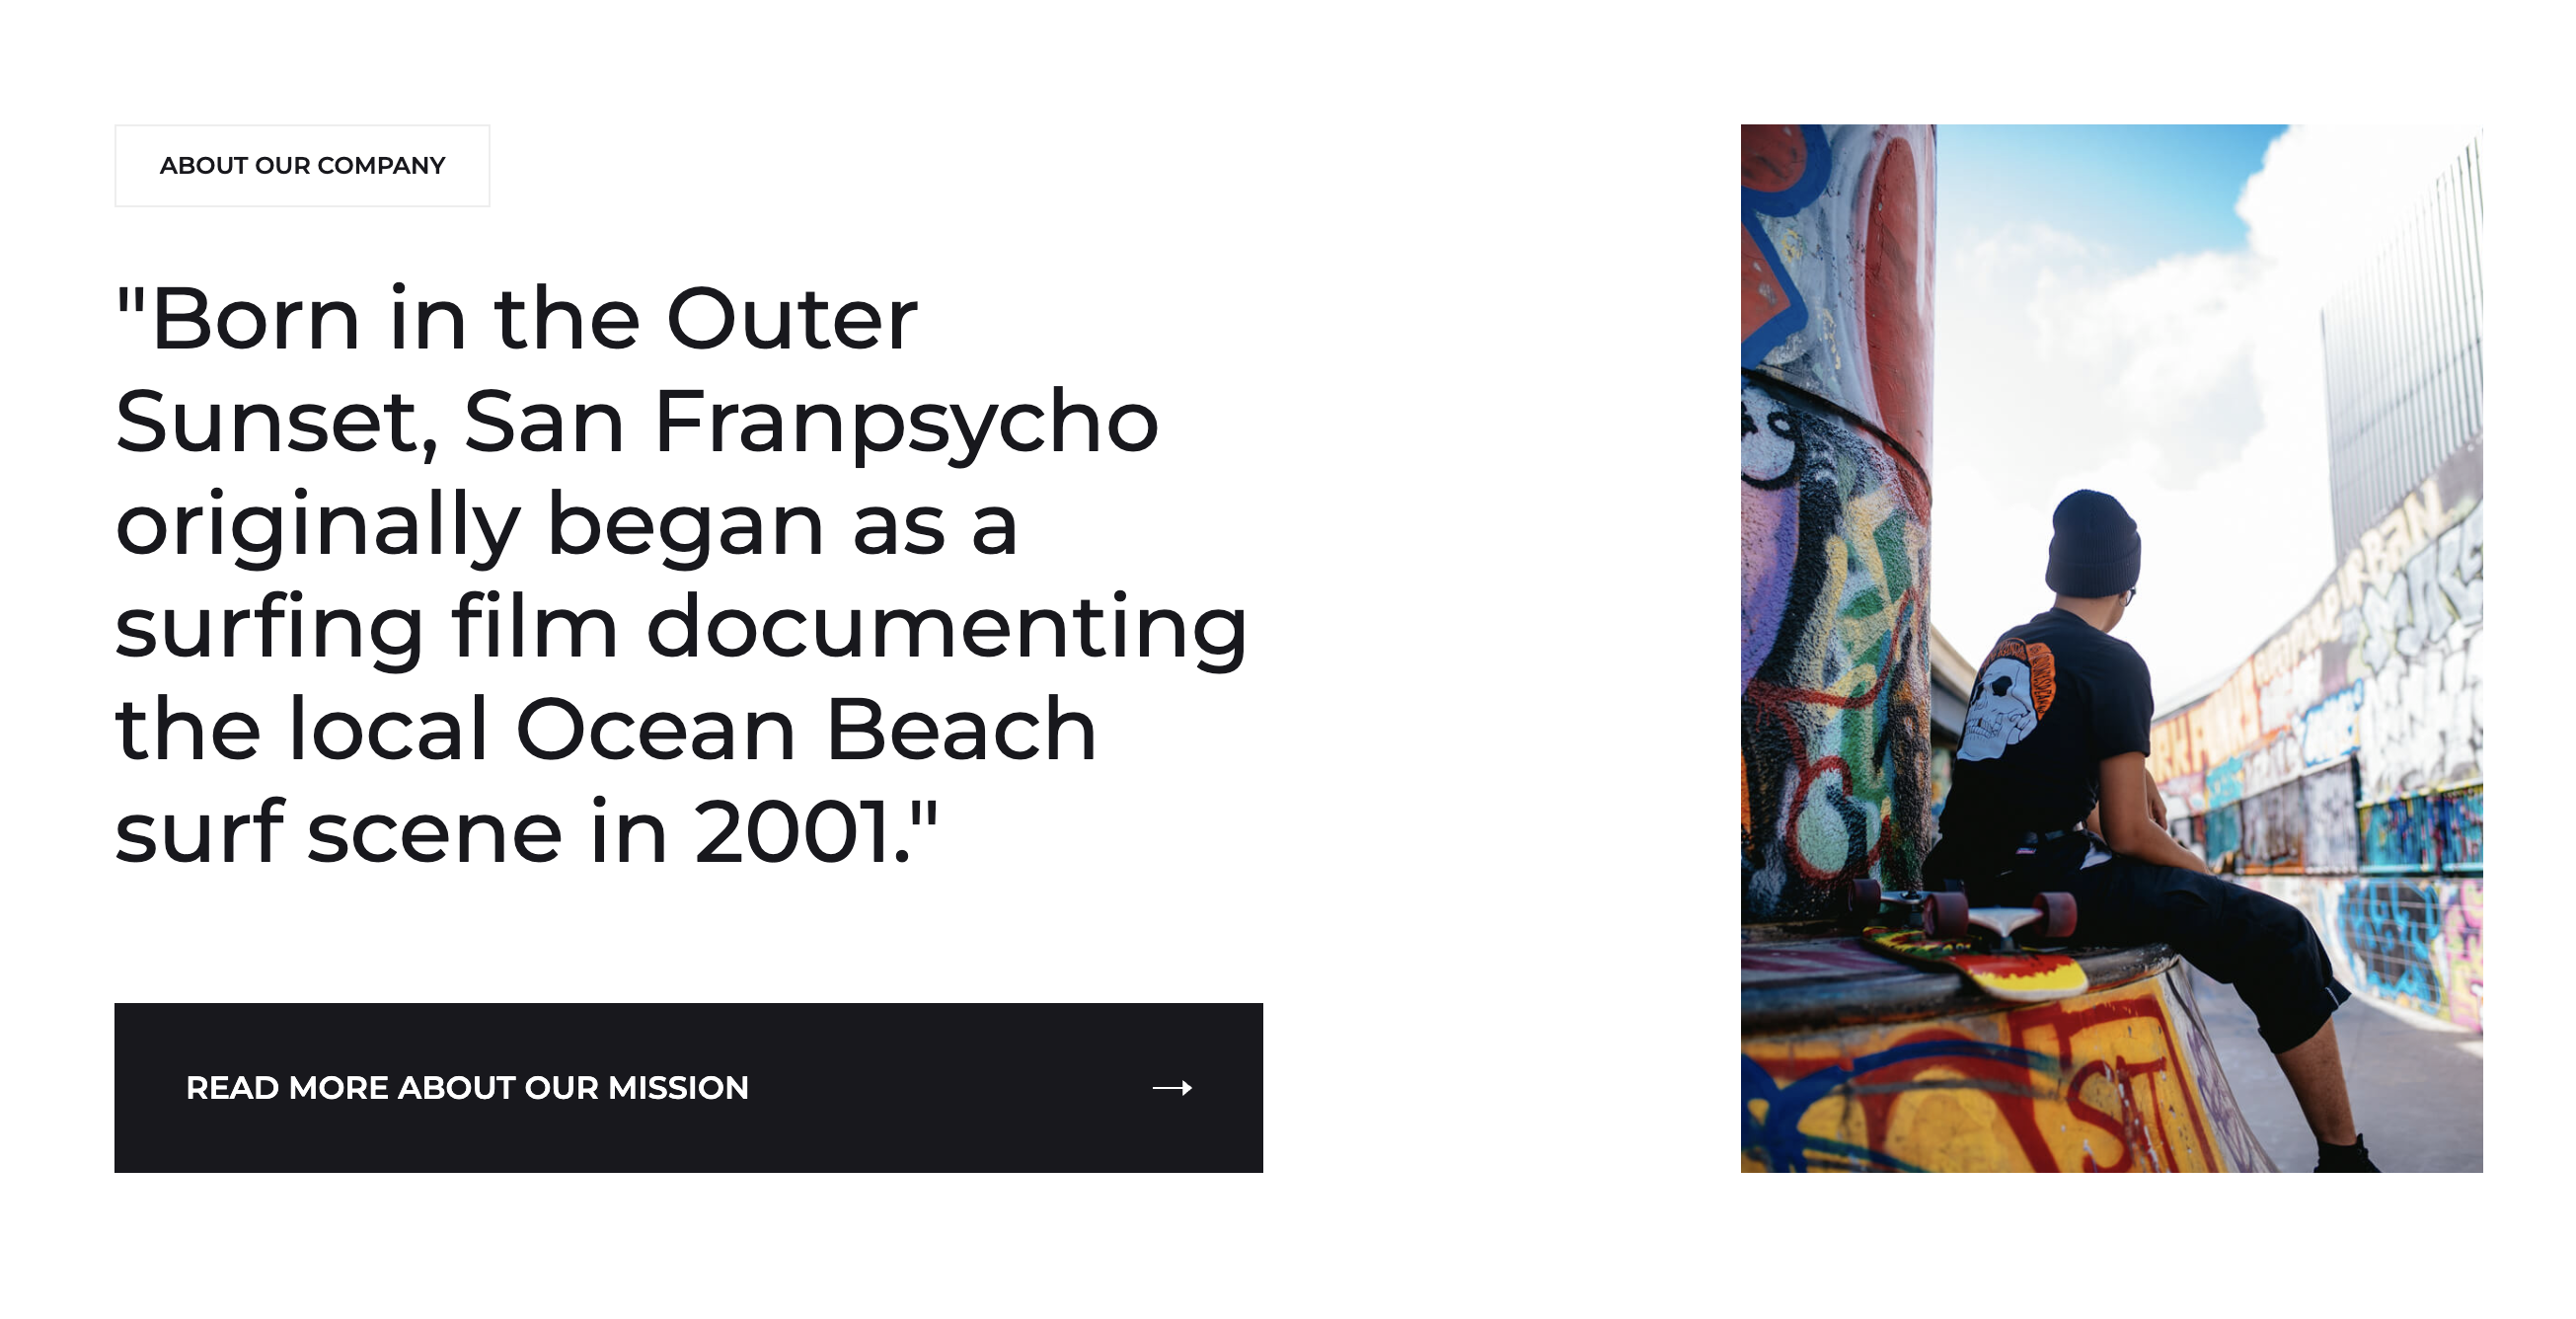 ABOUT OUR COMPANY
"Born in the Outer
Sunset, San Franpsycho
originally began as a
surfing film documenting
the local Ocean Beach
surf scene in 2001."
READ MORE ABOUT OUR MISSION